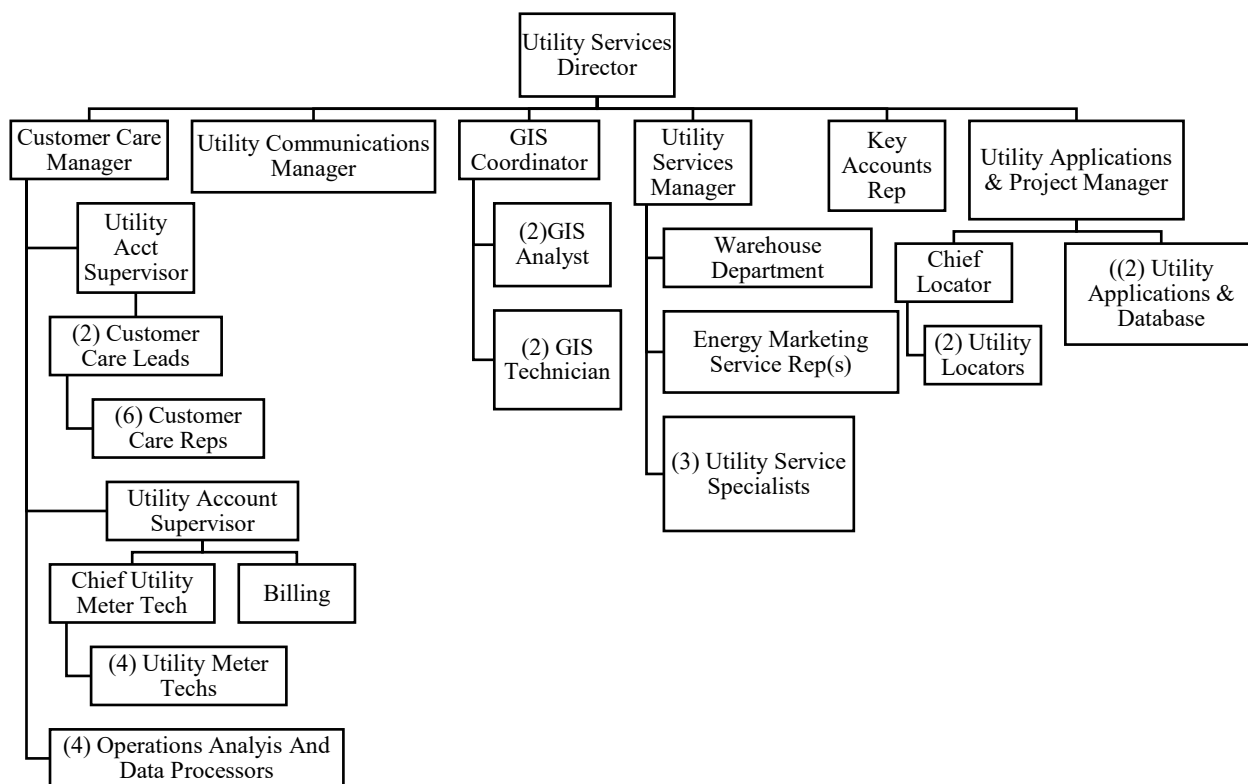 Utility Services
Director
Customer Care
Manager
Utility Communications
Manager
GIS
Coordinator
Utility
Services
Manager
Key
Accounts
Rep
Utility Applications
& Project Manager
Utility
Acct
Supervisor
(2) Customer
Care Leads
(6) Customer
Care Reps
Utility Account
Supervisor
Chief Utility
Meter Tech
Billing
(4) Utility Meter
Techs
(4) Operations Analyis And
Data Processors
(2)GIS
Analyst
(2) GIS
Technician
Warehouse
Department
Energy Marketing
Service Rep(s)
(3) Utility Service
Specialists
Chief
Locator
(2) Utility
Locators
((2) Utility
Applications &
Database